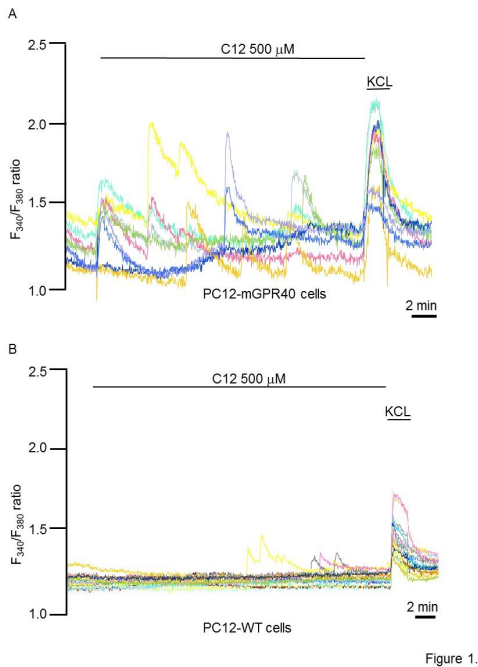 A
2.5
C12 500 μM
KCL
2.0
F340/F380 ratio
1.5
1.0
PC12-mGPR40 cells
2 min
B
2.5
C12 500 μM
KCL
2.0
F340/F380 ratio
1.5
1.0
2 min
PC12-WT cells
Figure 1.